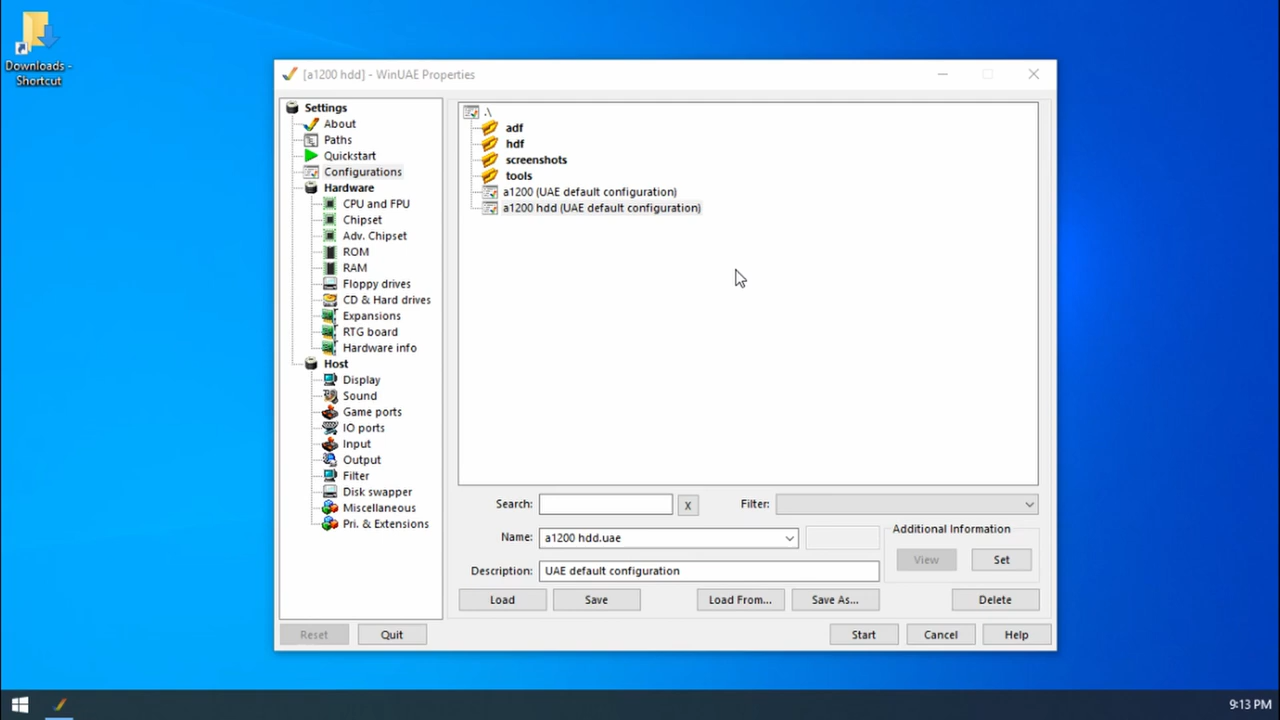 Downloads -
Shortcut
[a1200 hdd] - WinUAE Properties
Settings
About
Paths
Quickstart
Configurations
Hardware
CPU and FPU
Chipset
Adv. Chipset
ROM
RAM
Floppy drives
CD & Hard drives
Expansions
RTG board
Hardware info
Host
Display
Sound
Game ports
IO ports
Input
Output
Filter
Disk swapper
Miscellaneous
Pri. & Extensions
.\
adf
hdf
screenshots
tools
a1200 (UAE default configuration)
a1200 hdd (UAE default configuration)
Search:
X
Filter:
Name:
a1200 hdd.uae
Additional Information
View
Set
Description:
UAE default configuration
Load
Save
Load From...
Save As...
Delete
Reset
Quit
Start
Cancel
Help
9:13 PM